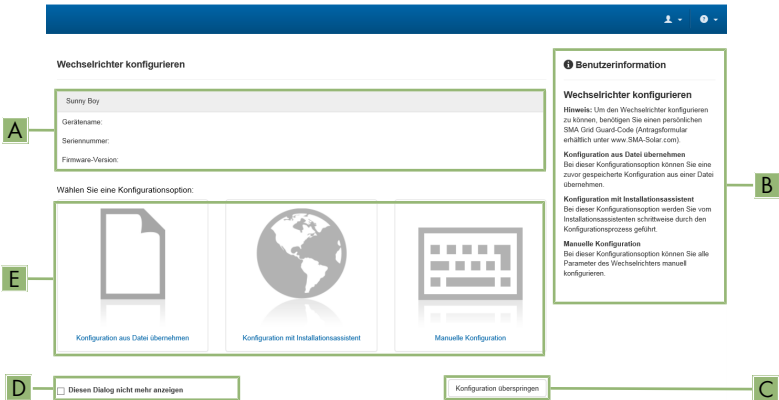 Wechselrichter konfigurieren
Sunny Boy
Gerätename:
Seriennummer:
Firmware-Version:
A
Wählen Sie eine Konfigurationsoption:
Konfiguration aus Datei übernehmen
Konfiguration mit Installationsassistent
Manuelle Konfiguration
E
Diesen Dialog nicht mehr anzeigen
D
Konfiguration überspringen
C
Benutzerinformation
Wechselrichter konfigurieren
Hinweis: Um den Wechselrichter konfigurieren
zu können, benötigen Sie einen persönlichen
SMA Grid Guard-Code (Antragsformular
erhältlich unter www.SMA-Solar.com).
Konfiguration aus Datei übernehmen
Bei dieser Konfigurationsoption können Sie eine
zuvor gespeicherte Konfiguration aus einer Datei
übernehmen.
Konfiguration mit Installationsassistent
Bei dieser Konfigurationsoption werden Sie vom
Installationsassistenten schrittweise durch den
Konfigurationsprozess geführt.
Manuelle Konfiguration
Bei dieser Konfigurationsoption können Sie alle
Parameter des Wechselrichters manuell
konfigurieren.
B